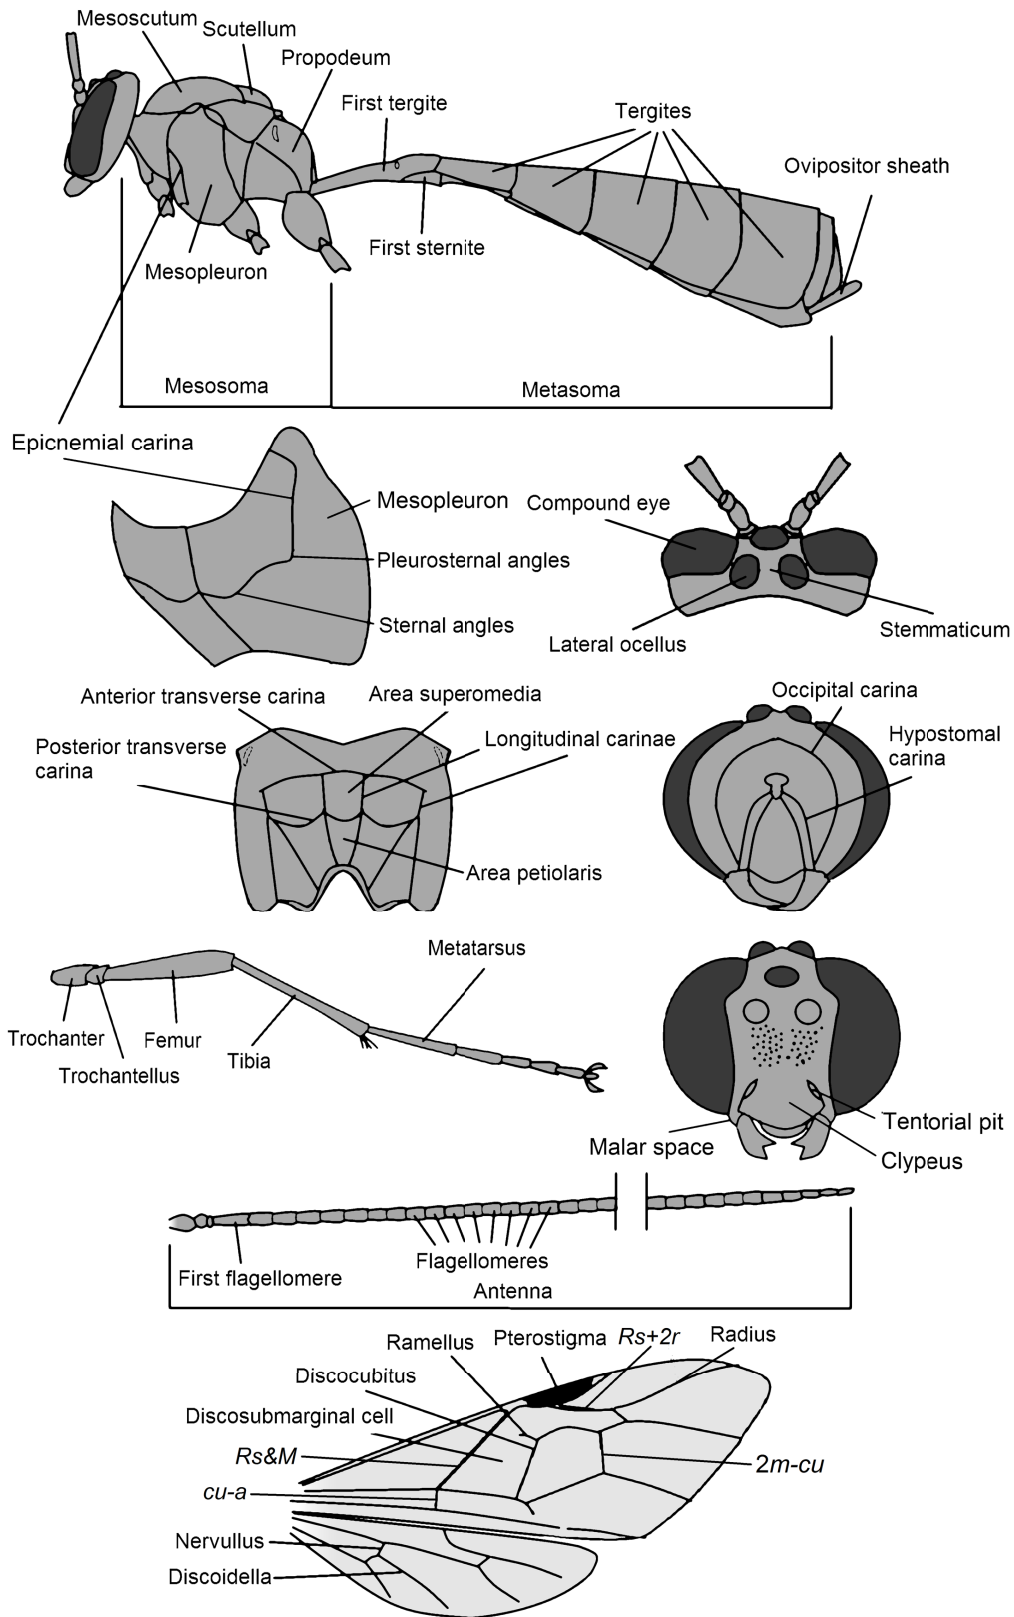 Mesoscutum
Scutellum
Propodeum
First tergite
Tergites
Ovipositor sheath
First sternite
Mesopleuron
Mesosoma
Metasoma
Epicnemial carina
Mesopleuron
Pleurosternal angles
Sternal angles
Compound eye
Lateral ocellus
Stemmaticum
Anterior transverse carina
Area superomedia
Posterior transverse
carina
Longitudinal carinae
Area petiolaris
Occipital carina
Hypostomal
carina
Metatarsus
Trochanter
Femur
Tibia
Trochantellus
Malar space
Tentorial pit
Clypeus
First flagellomere
Flagellomeres
Antenna
Ramellus
Pterostigma
Rs+2r
Radius
Discocubitus
Discosubmarginal cell
Rs&M
cu-a
2m-cu
Nervullus
Discoidella